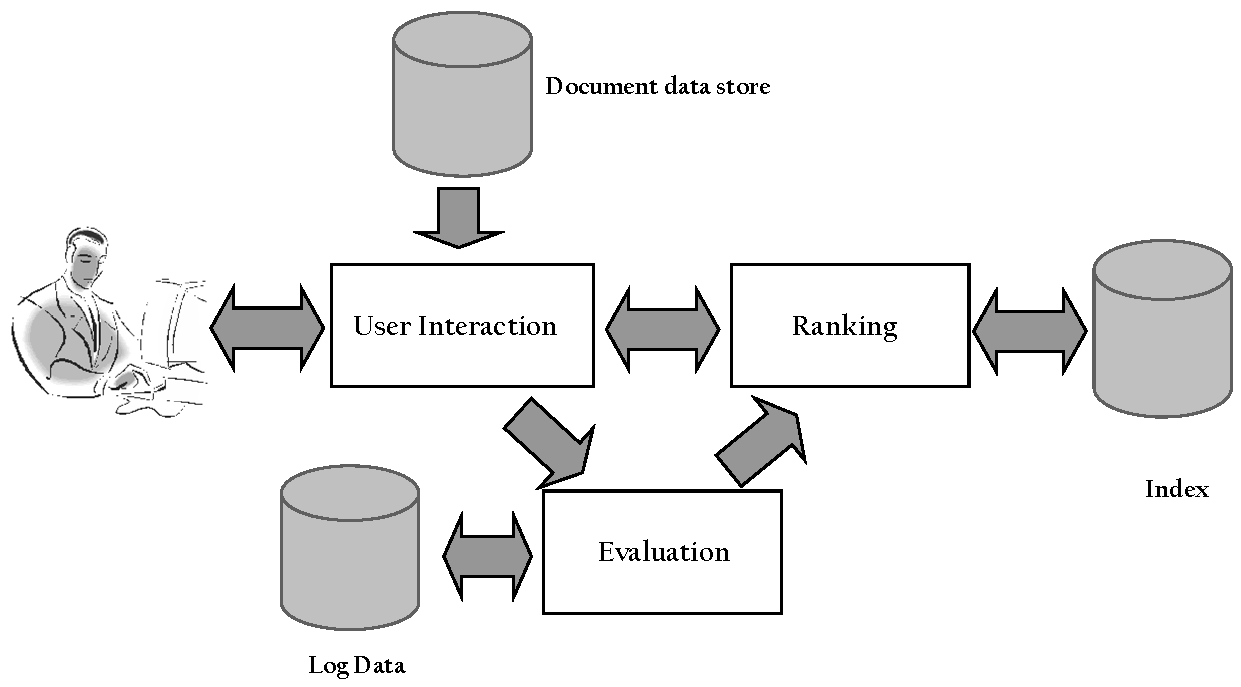 Document data store
User Interaction
Ranking
Index
Evaluation
Log Data